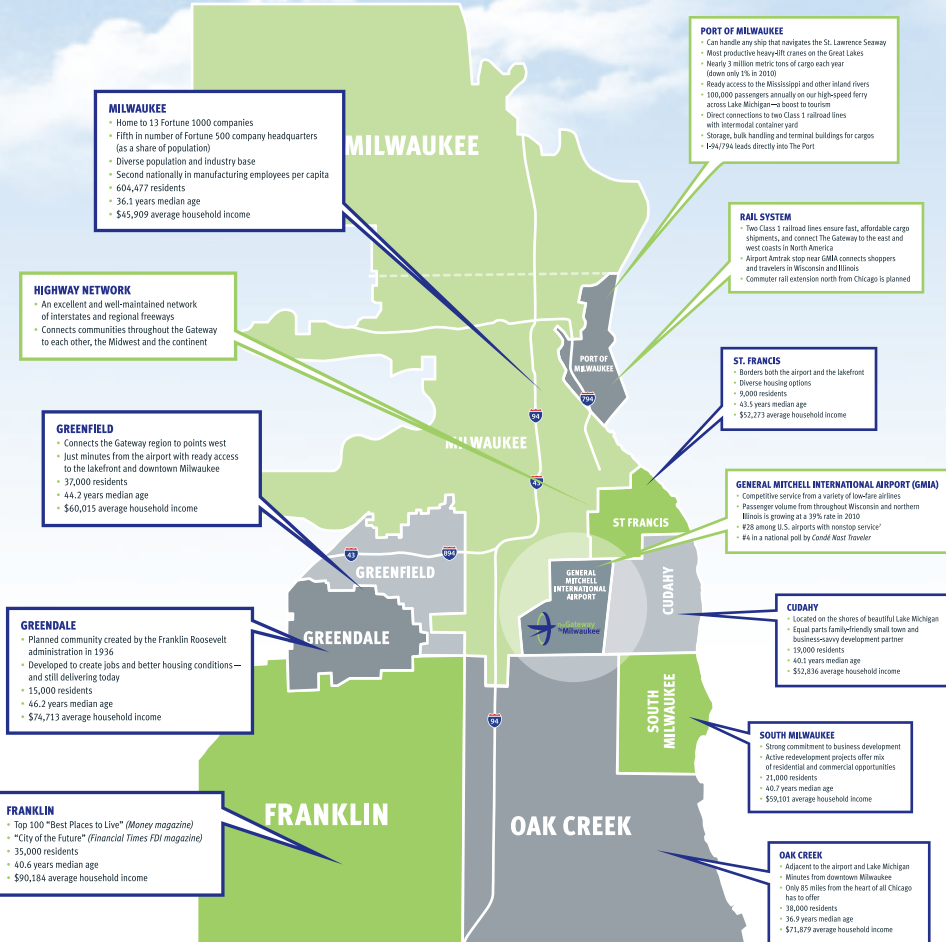 PORT OF MILWAUKEE
• Can handle any ship that navigates the St. Lawrence Seaway
• Most productive heavy-lift cranes on the Great Lakes
• Nearly 3 million metric tons of cargo each year
(down only 1% in 2010)
• Ready access to the Mississippi and other inland rivers
• 100,000 passengers annually on our high-speed ferry
across Lake Michigan—a boost to tourism
• Direct connections to two Class 1 railroad lines
with intermodal container yard
• Storage, bulk handling and terminal buildings for cargos
• I-94/794 leads directly into The Port
MILWAUKEE
• Home to 13 Fortune 1000 companies
• Fifth in number of Fortune 500 company headquarters
(as a share of population)
• Diverse population and industry base
• Second nationally in manufacturing employees per capita
• 604,477 residents
• 36.1 years median age
• $45,909 average household income
MILWAUKEE
RAIL SYSTEM
• Two Class 1 railroad lines ensure fast, affordable cargo
shipments, and connect The Gateway to the east and
west coasts in North America
• Airport Amtrak stop near GMIA connects shoppers
and travelers in Wisconsin and Illinois
• Commuter rail extension north from Chicago is planned
HIGHWAY NETWORK
• An excellent and well-maintained network
of interstates and regional freeways
• Connects communities throughout the Gateway
to each other, the Midwest and the continent
PORT OF
MILWAUKEE
794
94
ST. FRANCIS
• Borders both the airport and the lakefront
• Diverse housing options
• 9,000 residents
• 43.5 years median age
• $52,273 average household income
GREENFIELD
• Connects the Gateway region to points west
• Just minutes from the airport with ready access
to the lakefront and downtown Milwaukee
• 37,000 residents
• 44.2 years median age
• $60,015 average household income
MILWAUKEE
43
GENERAL MITCHELL INTERNATIONAL AIRPORT (GMIA)
• Competitive service from a variety of low-fare airlines
• Passenger volume from throughout Wisconsin and northern
Illinois is growing at a 39% rate in 2010
• #28 among U.S. airports with nonstop service
• #4 in a national poll by Condé Nast Traveler
ST FRANCIS
43
894
GREENFIELD
GENERAL
MITCHELL
INTERNATIONAL
AIRPORT
Gateway
Milwaukee
CUDAHY
GREENDALE
CUDAHY
• Located on the shores of beautiful Lake Michigan
• Equal parts family-friendly small town and
business-savvy development partner
• 19,000 residents
• 40.1 years median age
• $52,836 average household income
GREENDALE
• Planned community created by the Franklin Roosevelt
administration in 1936
• Developed to create jobs and better housing conditions—
and still delivering today
• 15,000 residents
• 46.2 years median age
• $74,713 average household income
94
SOUTH
MILWAUKEE
SOUTH MILWAUKEE
• Strong commitment to business development
• Active redevelopment projects offer mix
of residential and commercial opportunities
• 21,000 residents
• 40.7 years median age
• $59,101 average household income
FRANKLIN
• Top 100 "Best Places to Live" (Money magazine)
• "City of the Future" (Financial Times FDI magazine)
• 35,000 residents
• 40.6 years median age
• $90,184 average household income
FRANKLIN
OAK CREEK
OAK CREEK
• Adjacent to the airport and Lake Michigan
• Minutes from downtown Milwaukee
• Only 85 miles from the heart of all Chicago
has to offer
• 38,000 residents
• 36.9 years median age
• $71,879 average household income